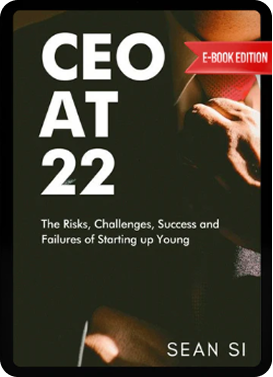 CEO
E-BOOK EDITION
AT
22
The Risks, Challenges, Success and
Failures of Starting up Young
SEAN SI